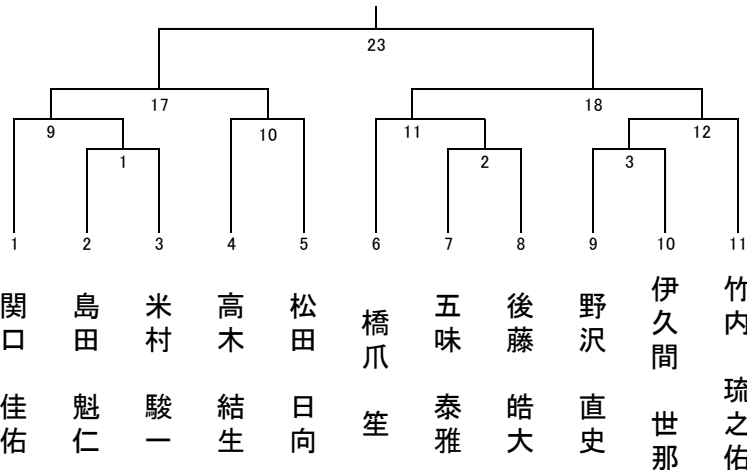 23
17
18
9
10
11
12
1
2
3
1
2
3
4
5
6
7
8
9
10
11
関口 佳佑
島田 魁仁
米村 駿一
高木 結生
松田 日向
橋爪 笙
五味 泰雅
後藤 皓大
野沢 直史
伊久間 世那
竹内 琉之佑